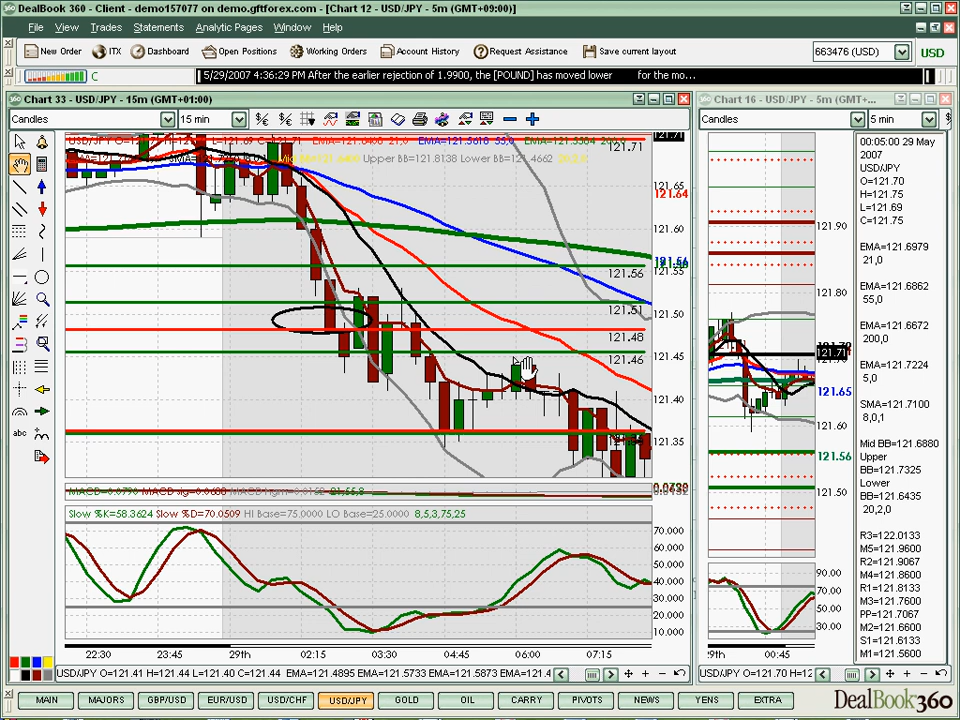 DealBook 360 - Client - demo157077 on demo.gftforex.com - [Chart 12 - USD/JPY - 5m (GMT+09:00)]
File View Trades Statements Analytic Pages Window Help
New Order ITX Dashboard Open Positions Working Orders Account History Request Assistance Save current layout 663476 (USD) USD
C 5/29/2007 4:36:29 PM After the earlier rejection of 1.9900, the [POUND] has moved lower for the mo...
Chart 33 - USD/JPY - 15m (GMT+01:00)
Candles 15 min
Upper BB=121.8138 Lower BB=121.4662
121.71
121.71
121.65
121.64
121.60
121.56
121.56
121.55
121.51
121.50
121.48
121.46
121.45
121.40
121.35
abc
Slow %K=58.3624 Slow %D=70.0509 HI Base=75.0000 LO Base=25.0000 8,5,3,75,25
70.000
60.000
50.000
40.000
30.000
20.000
10.000
22:30 23:30 29th 02:15 03:30 04:45 06:00 07:15
USD/JPY O=121.41 H=121.44 L=121.40 C=121.44 EMA=121.4895 EMA=121.5733 EMA=121.5873 EMA=121.4
Chart 16 - USD/JPY - 5m (GMT+...
Candles 5 min
121.90
121.80
121.71
121.65
121.60
121.56
121.50
90.00
70.00
50.00
30.00
29th 00:45
USD/JPY O=121.70 H=12
00:05:00 29 May
2007
USD/JPY
O=121.70
H=121.75
L=121.69
C=121.75
EMA=121.6979
21,0
EMA=121.6862
55,0
EMA=121.6672
200,0
EMA=121.7224
5,0
SMA=121.7100
8,0,1
Mid BB=121.6880
Upper
BB=121.7325
Lower
BB=121.6435
20,2,0
R3=122.0133
M5=121.9600
R2=121.9067
M4=121.8600
R1=121.8133
M3=121.7600
PP=121.7067
M2=121.6600
S1=121.6133
M1=121.5600
MAIN MAJORS GBP/USD EUR/USD USD/CHF USD/JPY GOLD OIL CARRY PIVOTS NEWS YENS EXTRA
DealBook 360